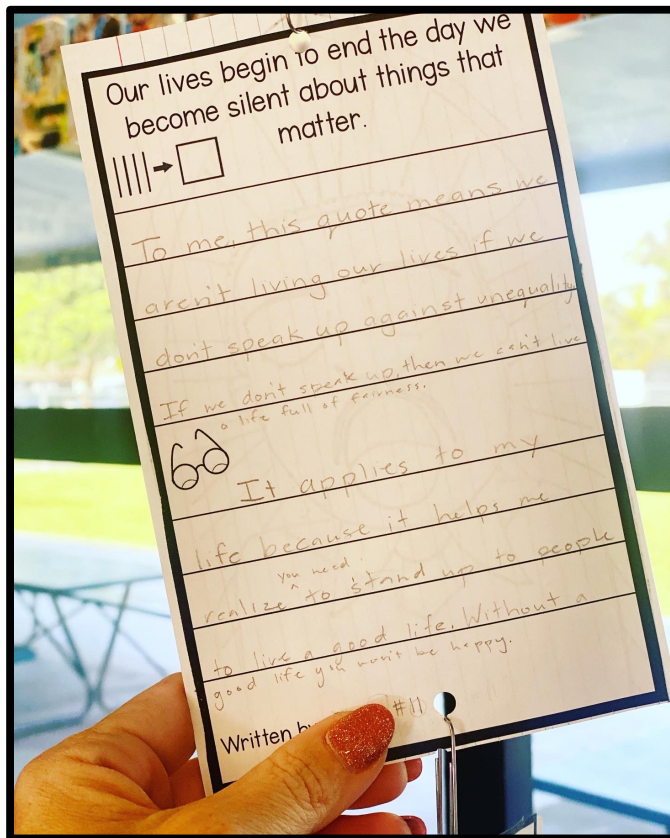 Our lives begin to end the day we
become silent about things that
matter.
To me, this quote means we
aren't living our lives if we
don't speak up against unequality
If we don't speak up, then we can't live
a life full of fairness.
It applies to my
life because it helps me
you need
realize ^ to stand up to people
to live a good life. Without a
good life you won't be happy.
Written by #11